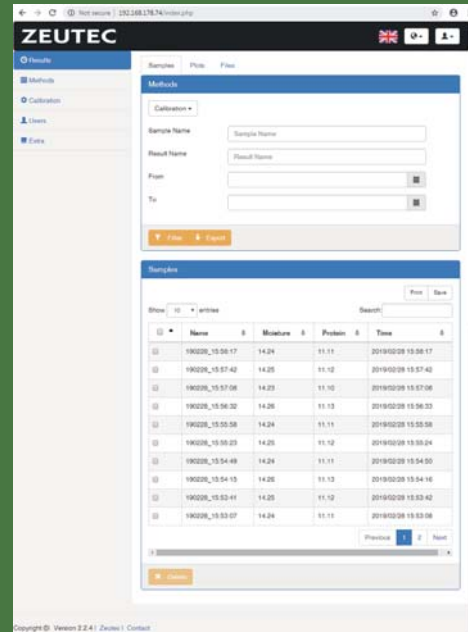 Not secure | 192.168.178.74/index.php
ZEUTEC
Results
Methods
Calibration
Users
Extra
Samples Plots Files
Methods
Calibration
Sample Name Sample Name
Result Name Result Name
From
To
Filter Export
Samples
Print Save
Show 10 entries Search:
Name Moisture Protein Time
190228_15:58:17 14.24 11.11 2019/02/28 15:58:17
190228_15:57:42 14.25 11.12 2019/02/28 15:57:42
190228_15:57:08 14.23 11.10 2019/02/28 15:57:08
190228_15:56:32 14.26 11.13 2019/02/28 15:56:33
190228_15:55:58 14.24 11.11 2019/02/28 15:55:58
190228_15:55:23 14.25 11.12 2019/02/28 15:55:24
190228_15:54:49 14.24 11.11 2019/02/28 15:54:50
190228_15:54:15 14.26 11.13 2019/02/28 15:54:16
190228_15:53:41 14.25 11.12 2019/02/28 15:53:42
190228_15:53:07 14.24 11.11 2019/02/28 15:53:08
Previous 1 2 Next
Delete
Copyright © Version 2.2.4 | Zeutec | Contact